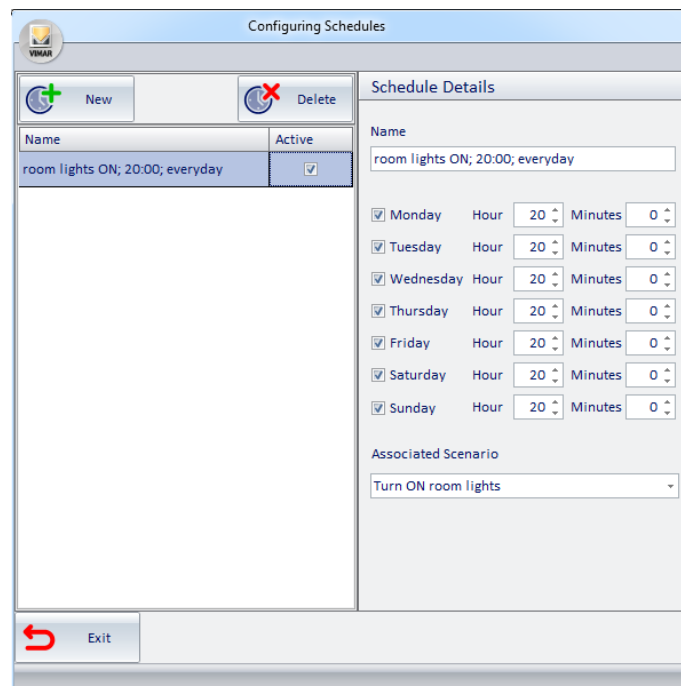 Configuring Schedules
VIMAR
New
Delete
Name Active
room lights ON; 20:00; everyday
Schedule Details
Name
room lights ON; 20:00; everyday
Monday Hour 20 Minutes 0
Tuesday Hour 20 Minutes 0
Wednesday Hour 20 Minutes 0
Thursday Hour 20 Minutes 0
Friday Hour 20 Minutes 0
Saturday Hour 20 Minutes 0
Sunday Hour 20 Minutes 0
Associated Scenario
Turn ON room lights
Exit